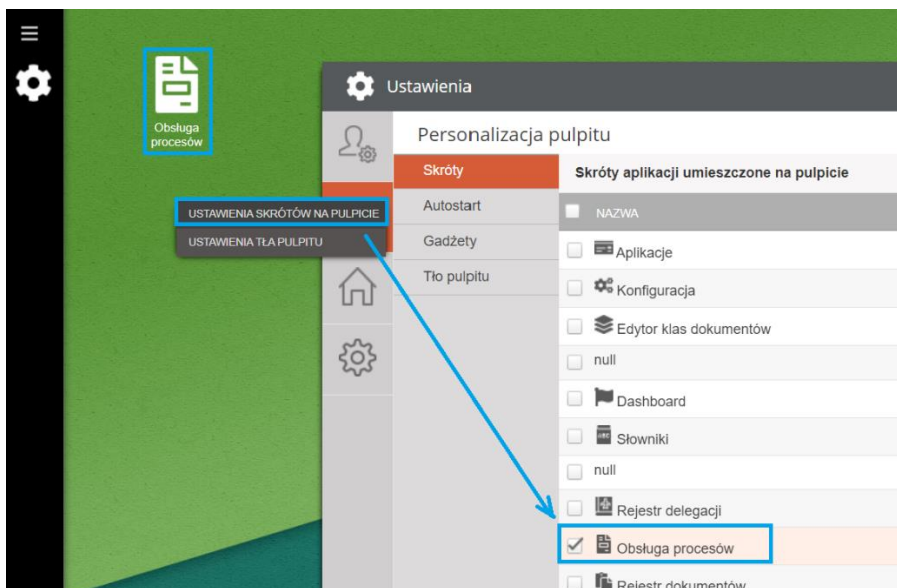 Obsługa
procesów
Ustawienia
Personalizacja pulpitu
USTAWIENIA SKRÓTÓW NA PULPICIE
USTAWIENIA TŁA PULPITU
Skróty
Autostart
Gadżety
Tło pulpitu
Skróty aplikacji umieszczone na pulpicie
NAZWA
Aplikacje
Konfiguracja
Edytor klas dokumentów
null
Dashboard
Słowniki
null
Rejestr delegacji
Obsługa procesów
Rejestr dokumentów